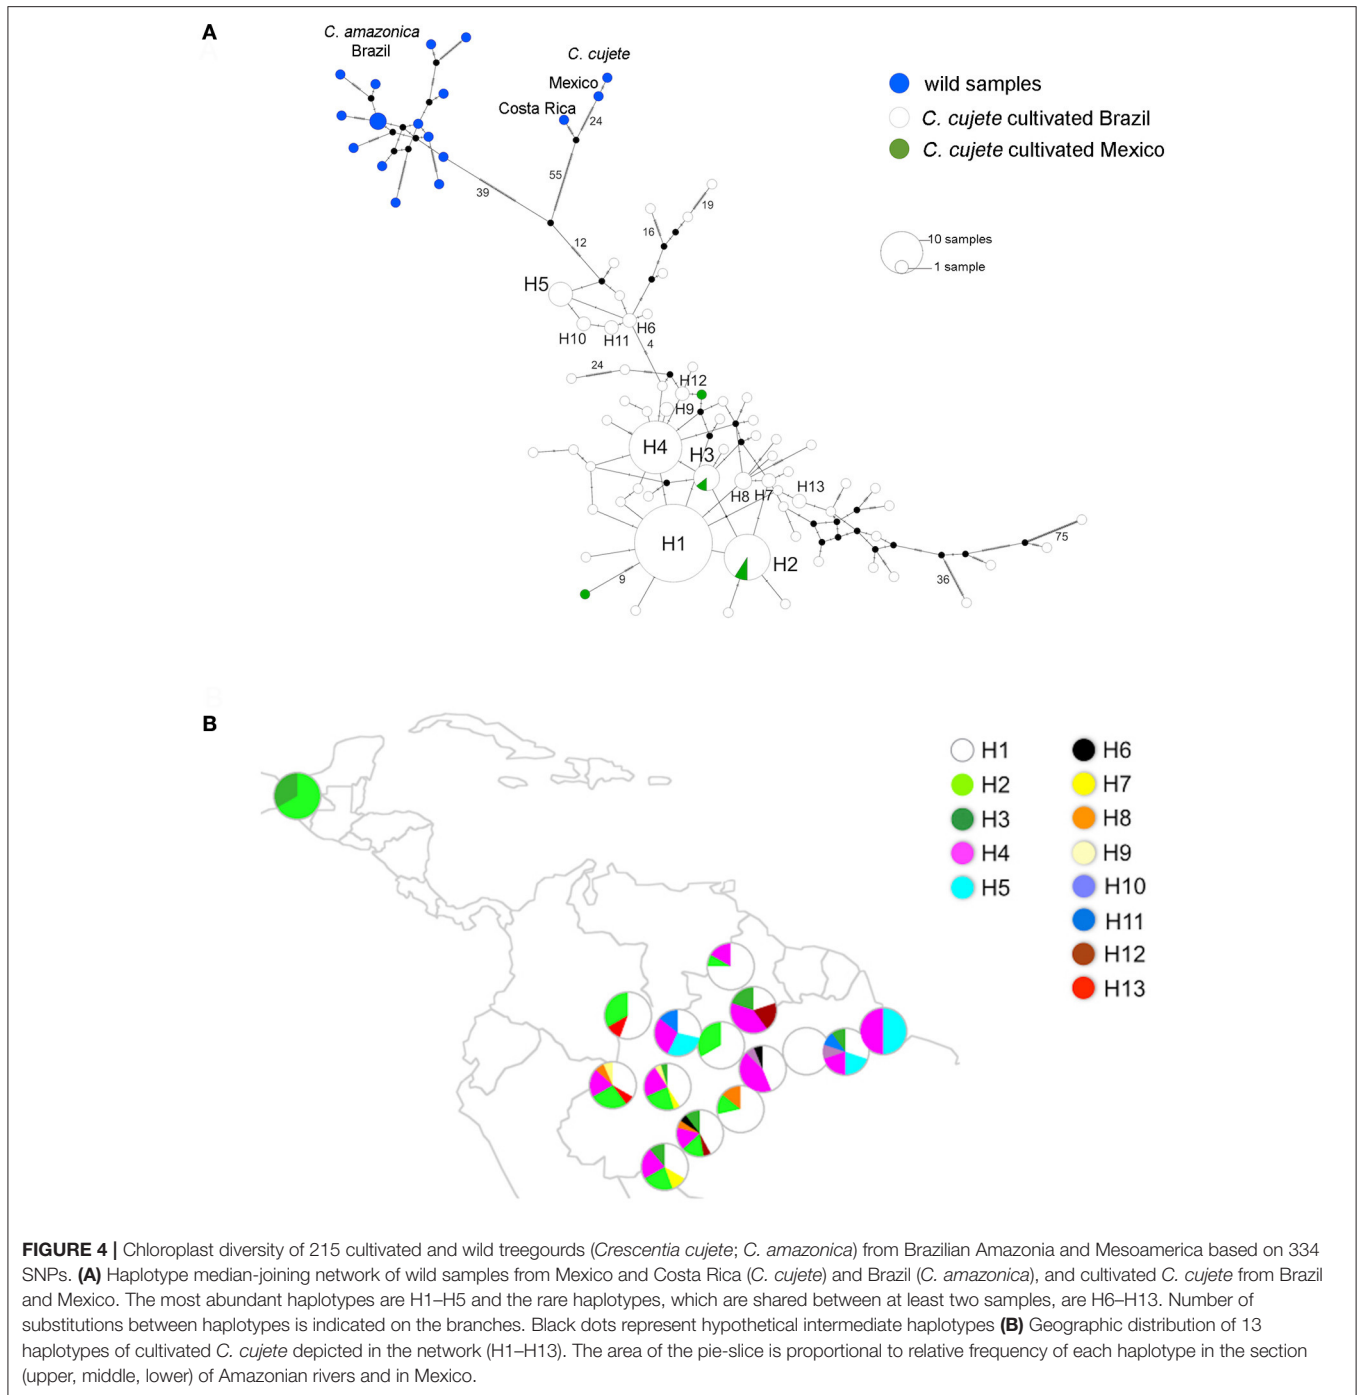 A
C. amazonica
Brazil
C. cujete
Mexico
Costa Rica
24
55
39
12
wild samples
C. cujete cultivated Brazil
C. cujete cultivated Mexico
10 samples
1 sample
19
16
H5
H6
H10
H11
4
24
H12
H9
H4
H3
H8
H7
H13
H1
H2
9
75
36
B
H1
H2
H3
H4
H5
H6
H7
H8
H9
H10
H11
H12
H13
FIGURE 4 | Chloroplast diversity of 215 cultivated and wild treegourds (Crescentia cujete; C. amazonica) from Brazilian Amazonia and Mesoamerica based on 334
SNPs. (A) Haplotype median-joining network of wild samples from Mexico and Costa Rica (C. cujete) and Brazil (C. amazonica), and cultivated C. cujete from Brazil
and Mexico. The most abundant haplotypes are H1–H5 and the rare haplotypes, which are shared between at least two samples, are H6–H13. Number of
substitutions between haplotypes is indicated on the branches. Black dots represent hypothetical intermediate haplotypes (B) Geographic distribution of 13
haplotypes of cultivated C. cujete depicted in the network (H1–H13). The area of the pie-slice is proportional to relative frequency of each haplotype in the section
(upper, middle, lower) of Amazonian rivers and in Mexico.